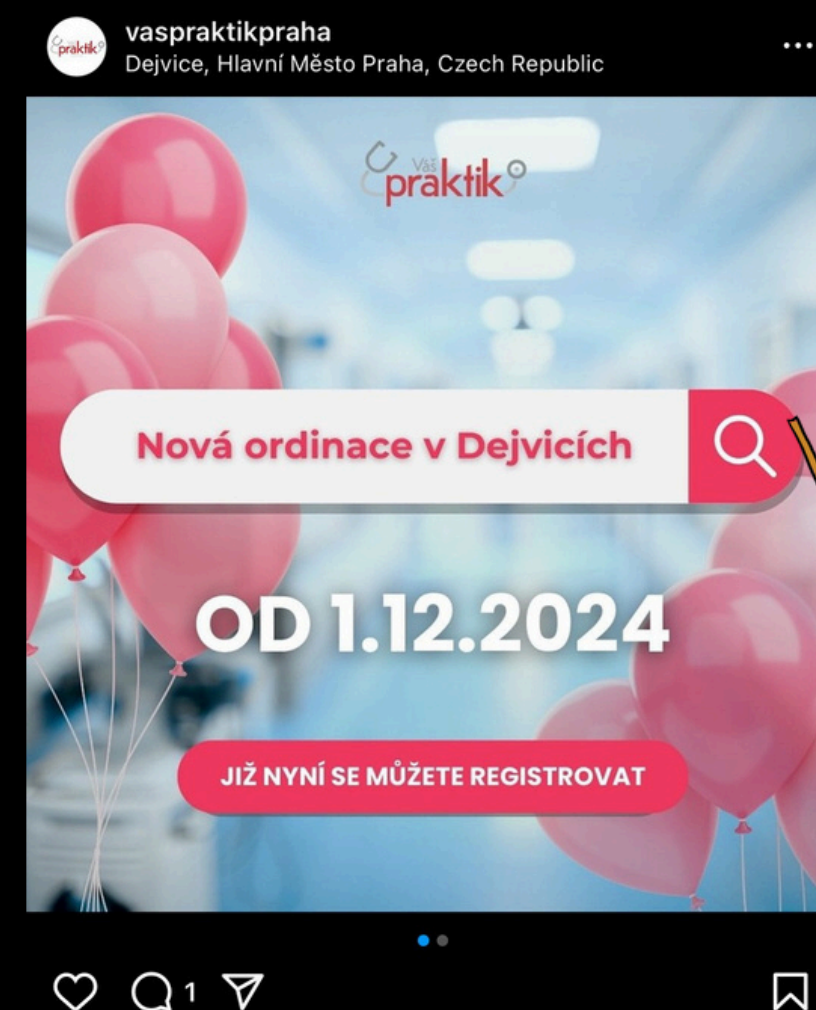 vaspraktikpraha
Dejvice, Hlavní Město Praha, Czech Republic
praktik
Váš
praktik
Nová ordinace v Dejvicích
OD 1.12.2024
JIŽ NYNÍ SE MŮŽETE REGISTROVAT
1